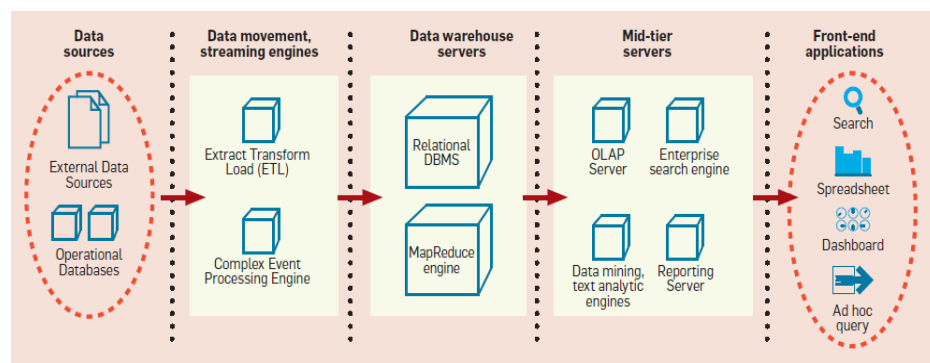 Data
sources
Data movement,
streaming engines
Data warehouse
servers
Mid-tier
servers
Front-end
applications
External Data
Sources
Operational
Databases
Extract Transform
Load (ETL)
Complex Event
Processing Engine
Relational
DBMS
MapReduce
engine
OLAP
Server
Enterprise
search engine
Data mining,
text analytic
engines
Reporting
Server
Search
Spreadsheet
Dashboard
Ad hoc
query